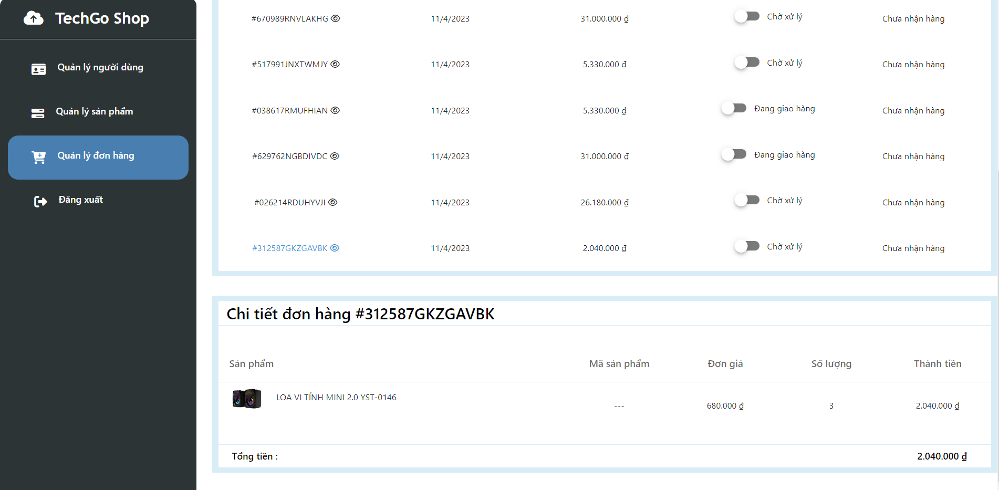 TechGo Shop
Quản lý người dùng
Quản lý sản phẩm
Quản lý đơn hàng
Đăng xuất
#670989RNVLAKHG 11/4/2023 31.000.000 ₫ Chờ xử lý Chưa nhận hàng
#517991JNXTWMJY 11/4/2023 5.330.000 ₫ Chờ xử lý Chưa nhận hàng
#038617RMUFHIAN 11/4/2023 5.330.000 ₫ Đang giao hàng Chưa nhận hàng
#629762NGBDIVDC 11/4/2023 31.000.000 ₫ Đang giao hàng Chưa nhận hàng
#026214RDUHYVJI 11/4/2023 26.180.000 ₫ Chờ xử lý Chưa nhận hàng
#312587GKZGAVBK 11/4/2023 2.040.000 ₫ Chờ xử lý Chưa nhận hàng
Chi tiết đơn hàng #312587GKZGAVBK
Sản phẩm Mã sản phẩm Đơn giá Số lượng Thành tiền
LOA VI TÍNH MINI 2.0 YST-0146 --- 680.000 ₫ 3 2.040.000 ₫
Tổng tiền : 2.040.000 ₫